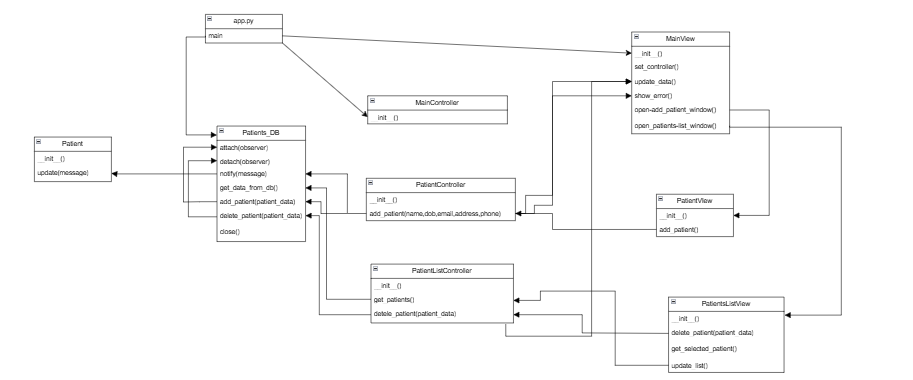 app.py
main
MainView
__init__()
set_controller()
update_data()
show_error()
open-add_patient_window()
open_patients-list_window()
MainController
init ()
Patients_DB
attach(observer)
detach(observer)
notify(message)
get_data_from_db()
add_patient(patient_data)
delete_patient(patient_data)
close()
Patient
__init__()
update(message)
PatientController
__init__()
add_patient(name,dob,email,address,phone)
PatientView
__init__()
add_patient()
PatientListController
__init__()
get_patients()
detele_patient(patient_data)
PatientsListView
__init__()
delete_patient(patient_data)
get_selected_patient()
update_list()